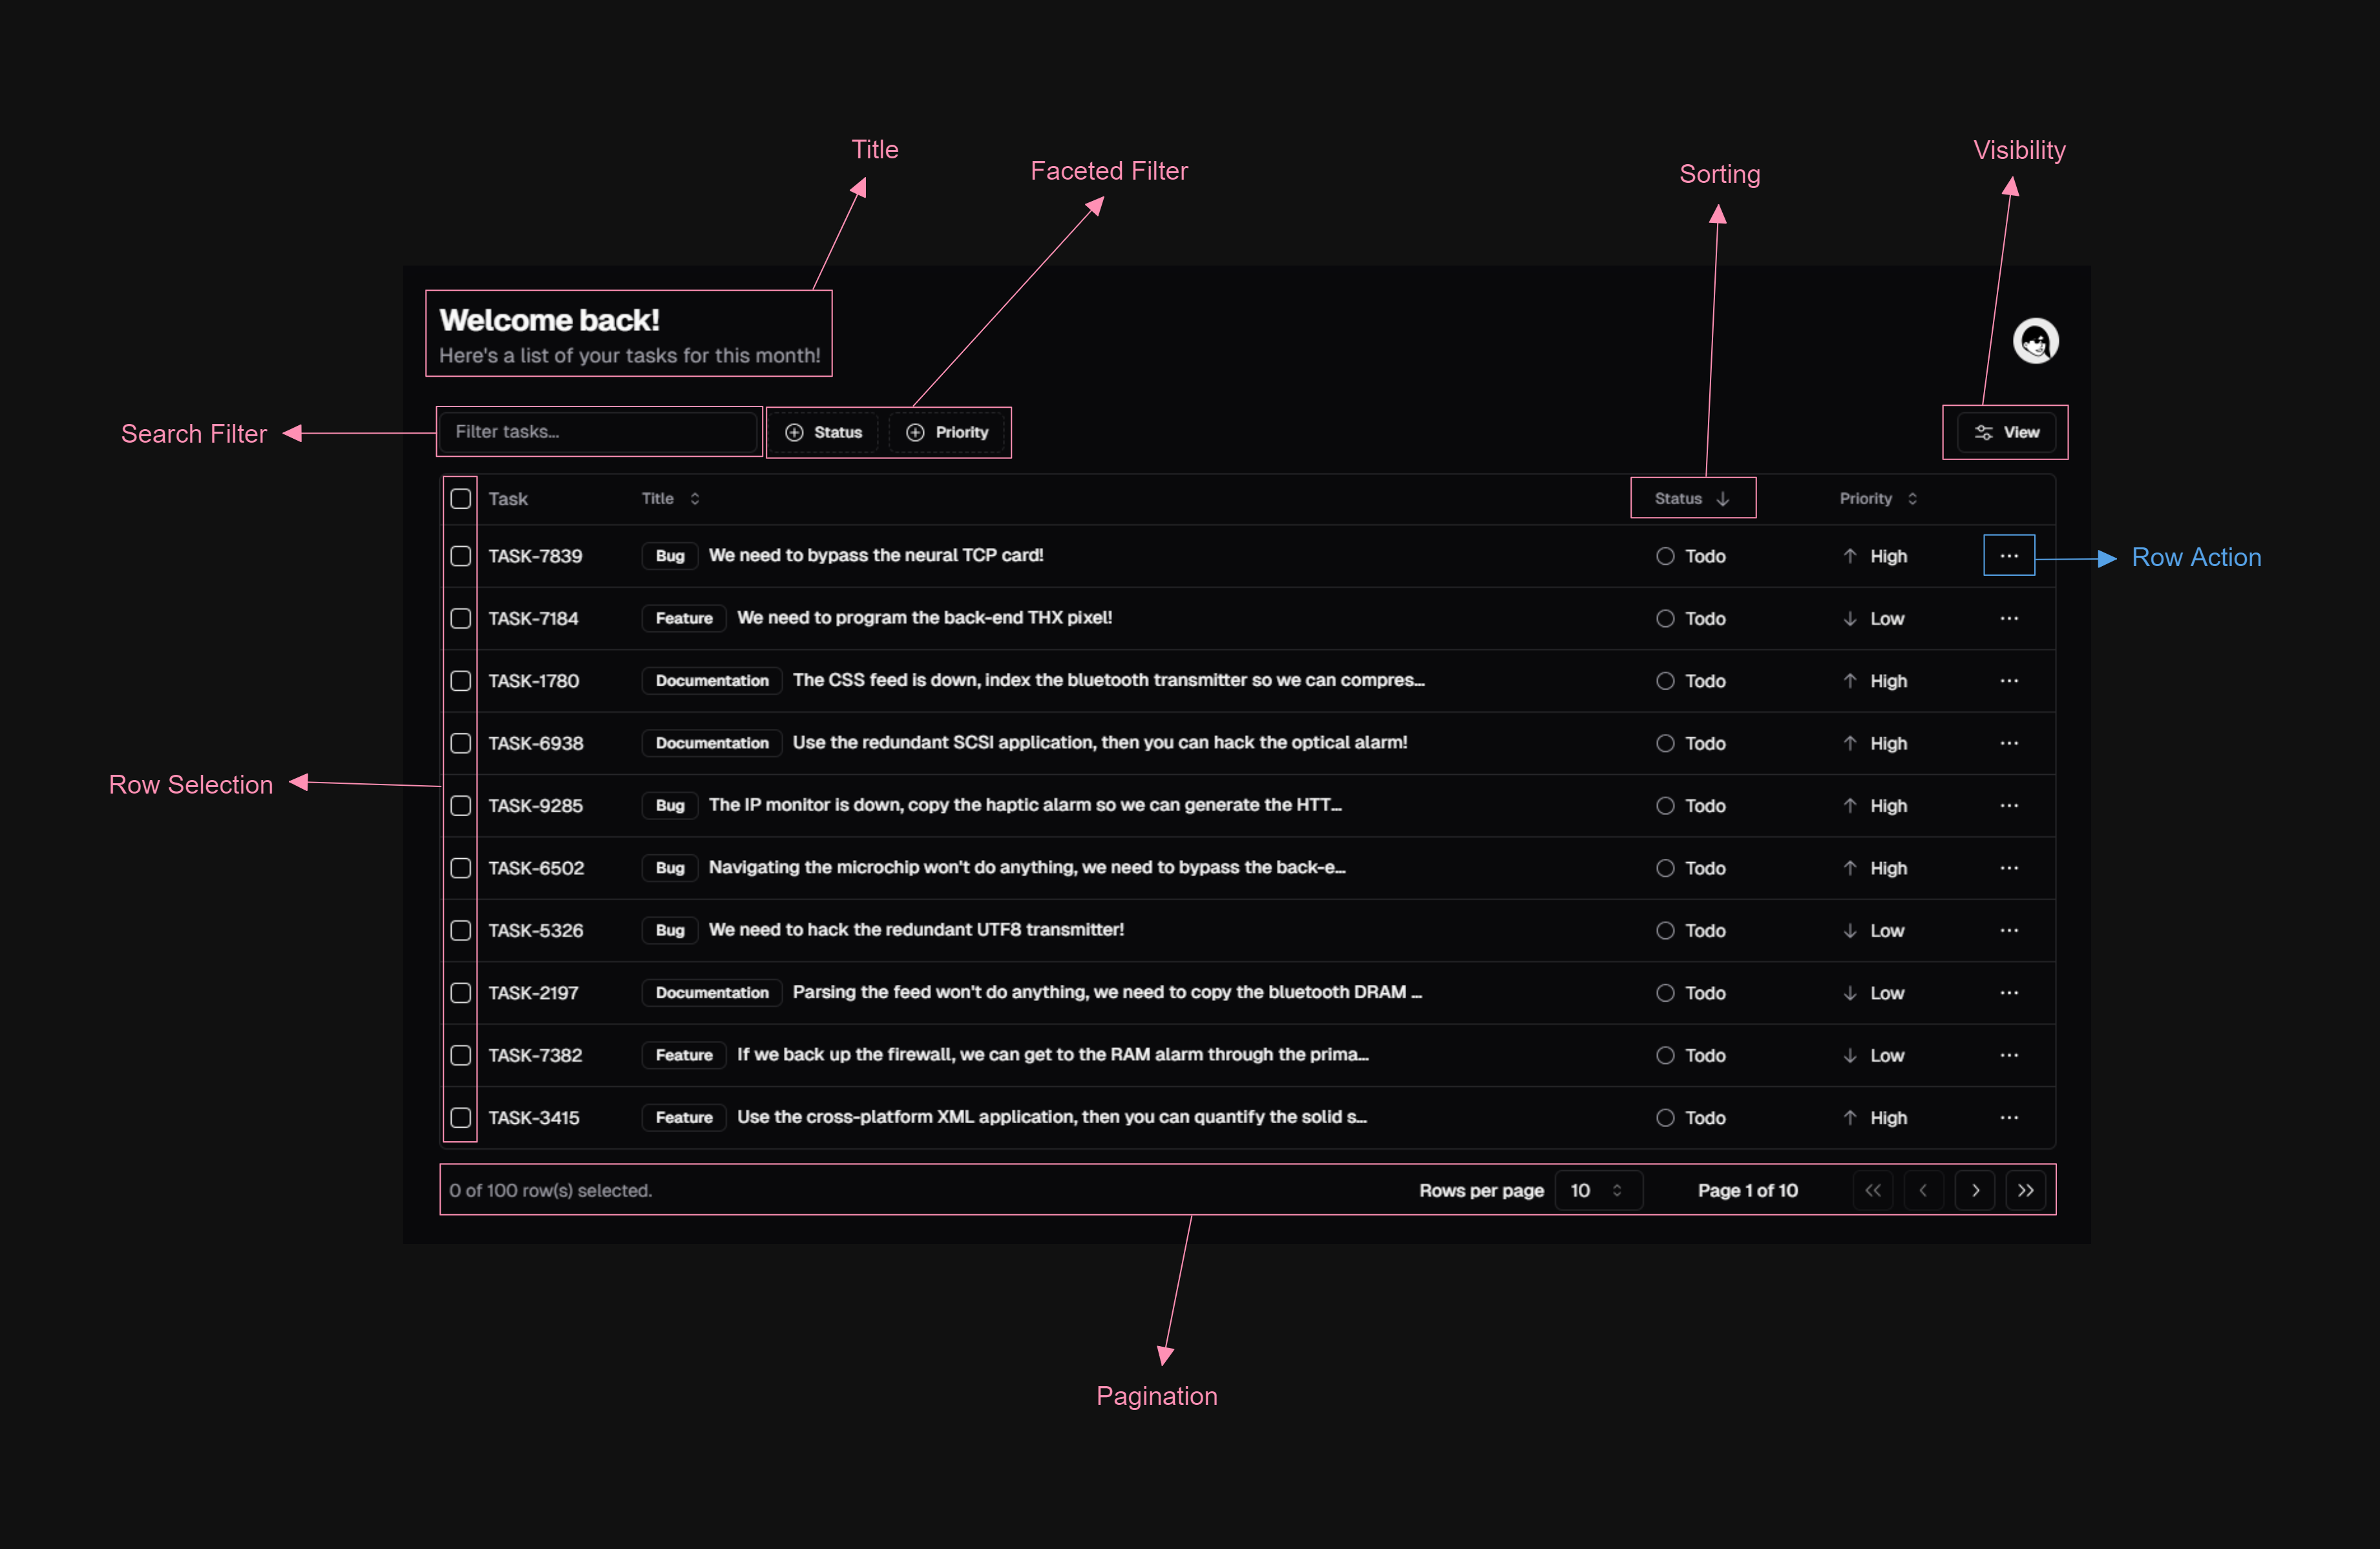 Title
Faceted Filter
Sorting
Visibility
Welcome back!
Here's a list of your tasks for this month!
Search Filter
Filter tasks...
Status
Priority
View
Task Title Status Priority
TASK-7839 Bug We need to bypass the neural TCP card! Todo High ...
Row Action
TASK-7184 Feature We need to program the back-end THX pixel! Todo Low ...
TASK-1780 Documentation The CSS feed is down, index the bluetooth transmitter so we can compres... Todo High ...
TASK-6938 Documentation Use the redundant SCSI application, then you can hack the optical alarm! Todo High ...
Row Selection
TASK-9285 Bug The IP monitor is down, copy the haptic alarm so we can generate the HTT... Todo High ...
TASK-6502 Bug Navigating the microchip won't do anything, we need to bypass the back-e... Todo High ...
TASK-5326 Bug We need to hack the redundant UTF8 transmitter! Todo Low ...
TASK-2197 Documentation Parsing the feed won't do anything, we need to copy the bluetooth DRAM ... Todo Low ...
TASK-7382 Feature If we back up the firewall, we can get to the RAM alarm through the prima... Todo Low ...
TASK-3415 Feature Use the cross-platform XML application, then you can quantify the solid s... Todo High ...
0 of 100 row(s) selected. Rows per page 10 Page 1 of 10
Pagination